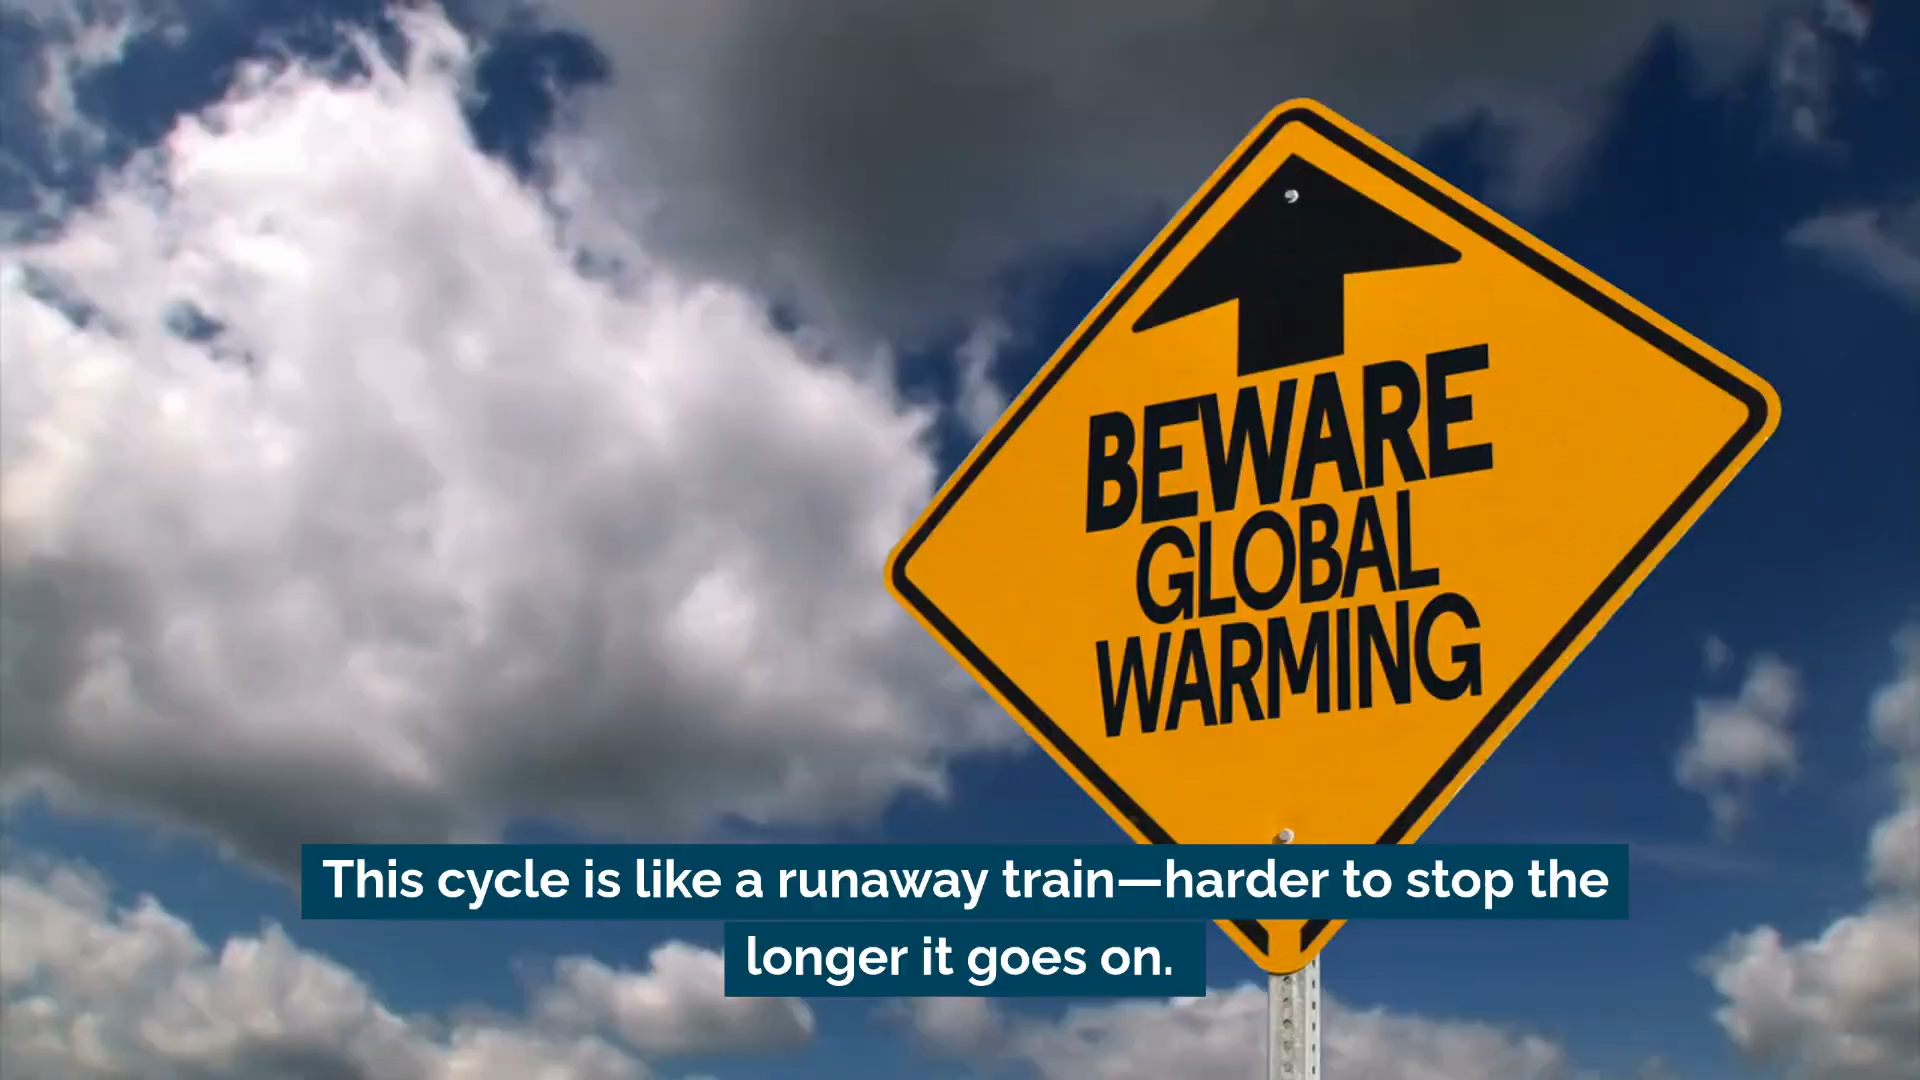 BEWARE
GLOBAL
WARMING
This cycle is like a runaway train—harder to stop the
longer it goes on.